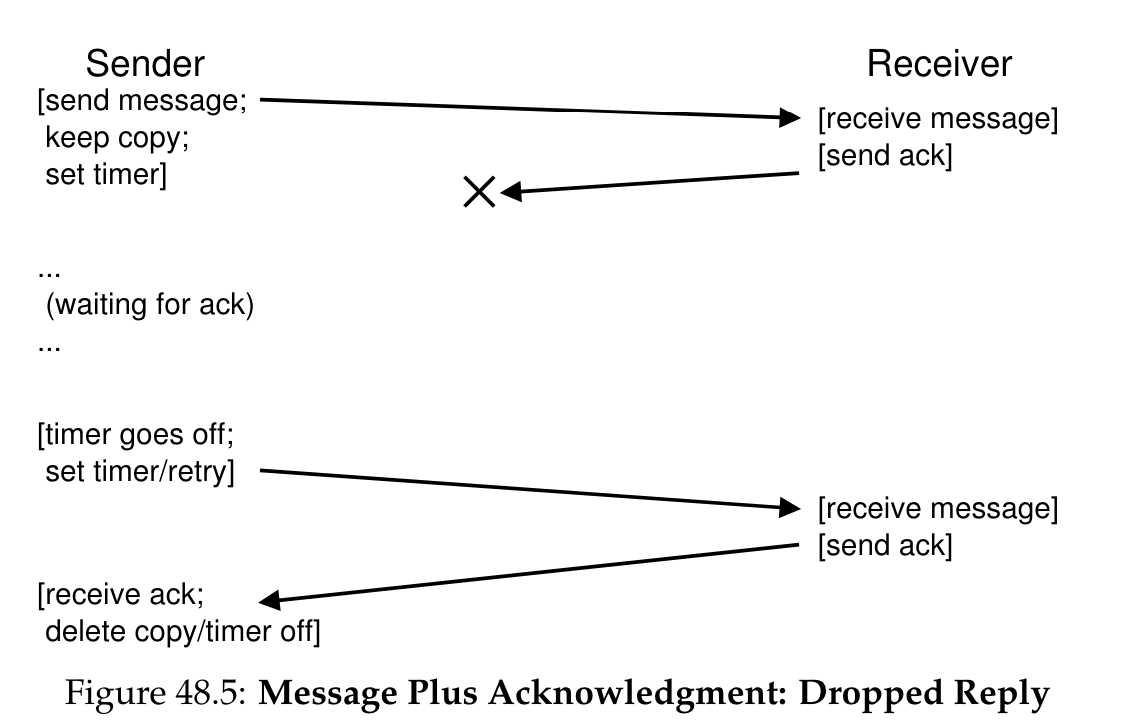 Sender
Receiver
[send message;
keep copy;
set timer]
[receive message]
[send ack]
...
(waiting for ack)
...
[timer goes off;
set timer/retry]
[receive message]
[send ack]
[receive ack;
delete copy/timer off]
Figure 48.5: Message Plus Acknowledgment: Dropped Reply